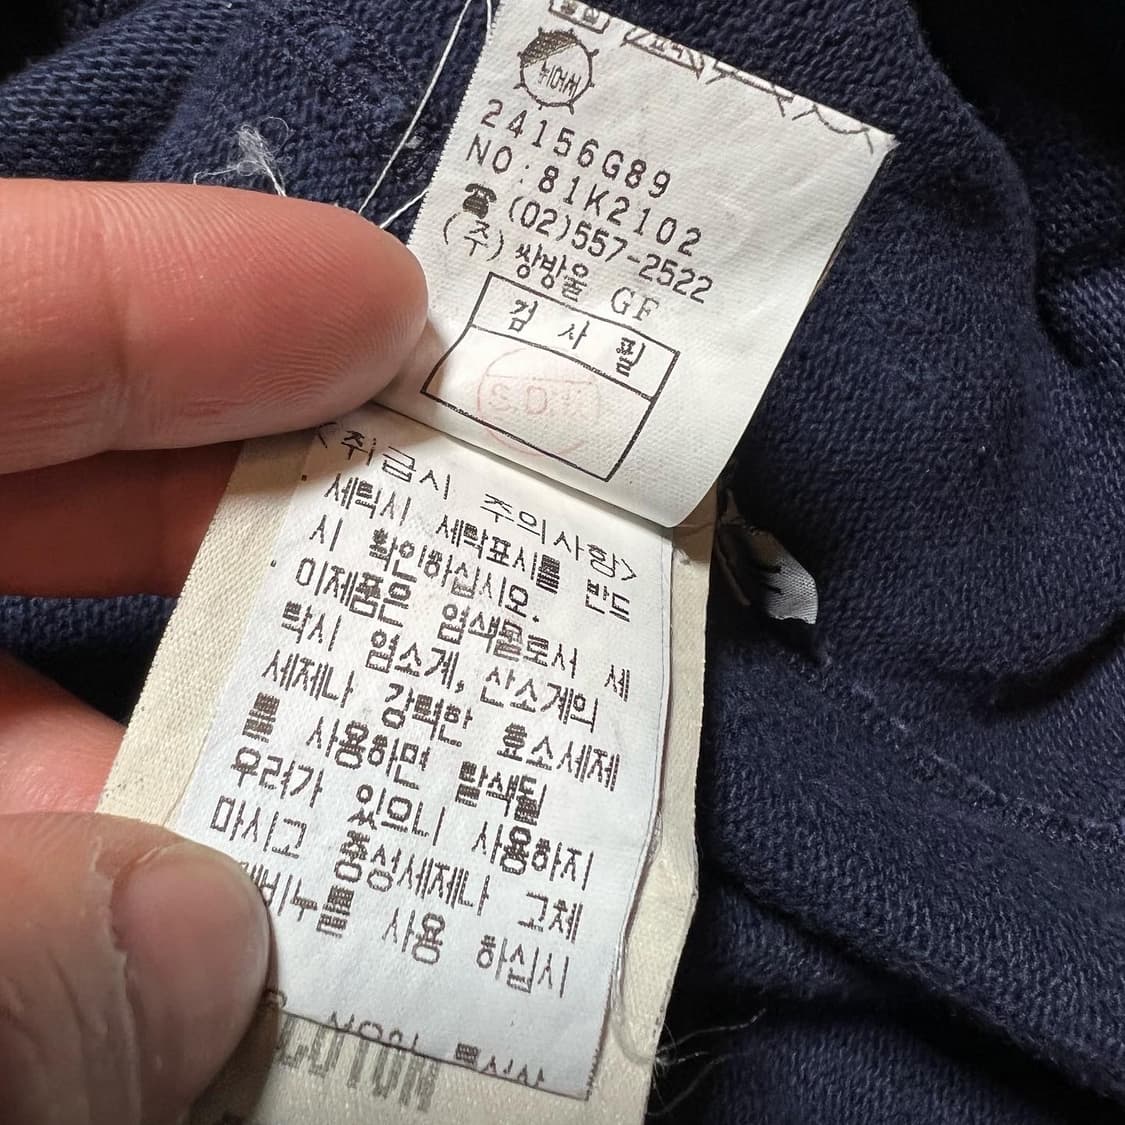 뉘어서
24156G89
NO:81K2102
☎(02)557-2522
(주)쌍방울 GF
검 사 필
<취급시 주의사항>
· 세탁시 세탁표시를 반드
시 확인하십시오.
· 이제품은 염색물로서 세
탁시 염소계, 산소계의
세제나 강력한 효소세제
를 사용하면 탈색될
우려가 있으니 사용하지
마시고 중성세제나 고체
비누를 사용 하십시
COTTON